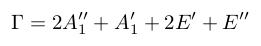 Γ = 2A₁′′ + A₁′ + 2E′ + E′′